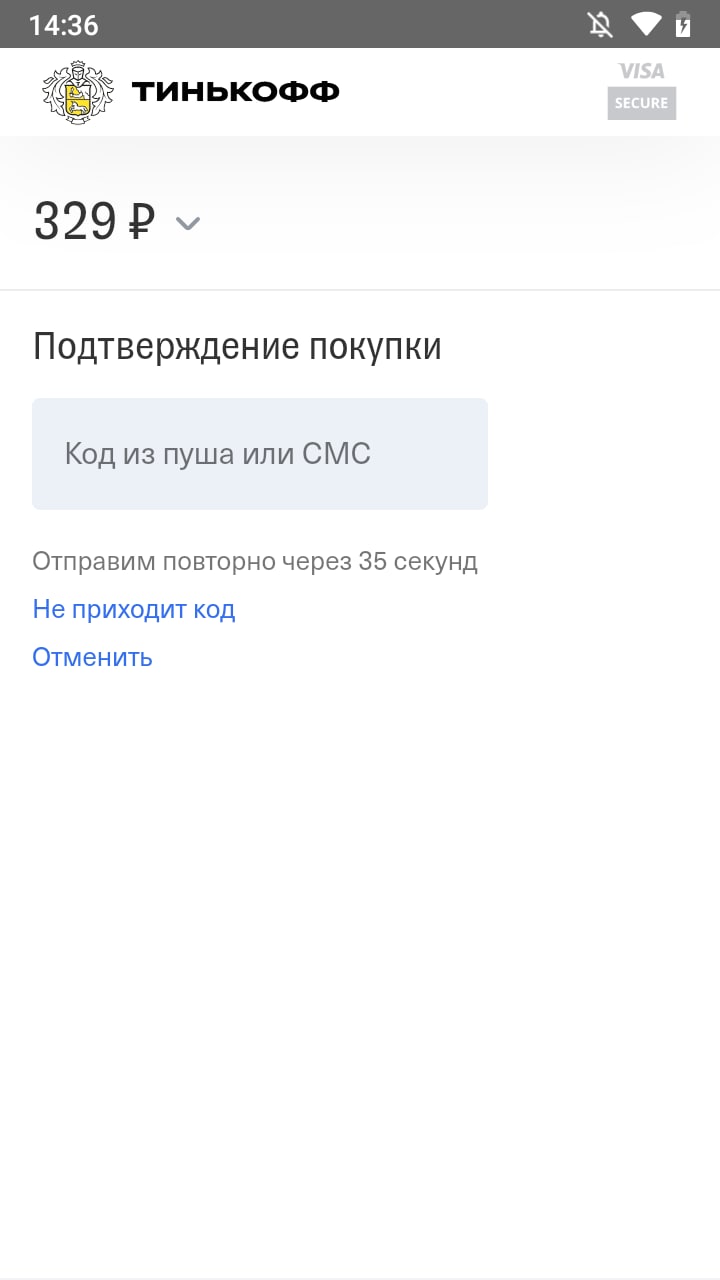 14:36
ТИНЬКОФФ
VISA
SECURE
329 ₽
Подтверждение покупки
Код из пуша или СМС
Отправим повторно через 35 секунд
Не приходит код
Отменить